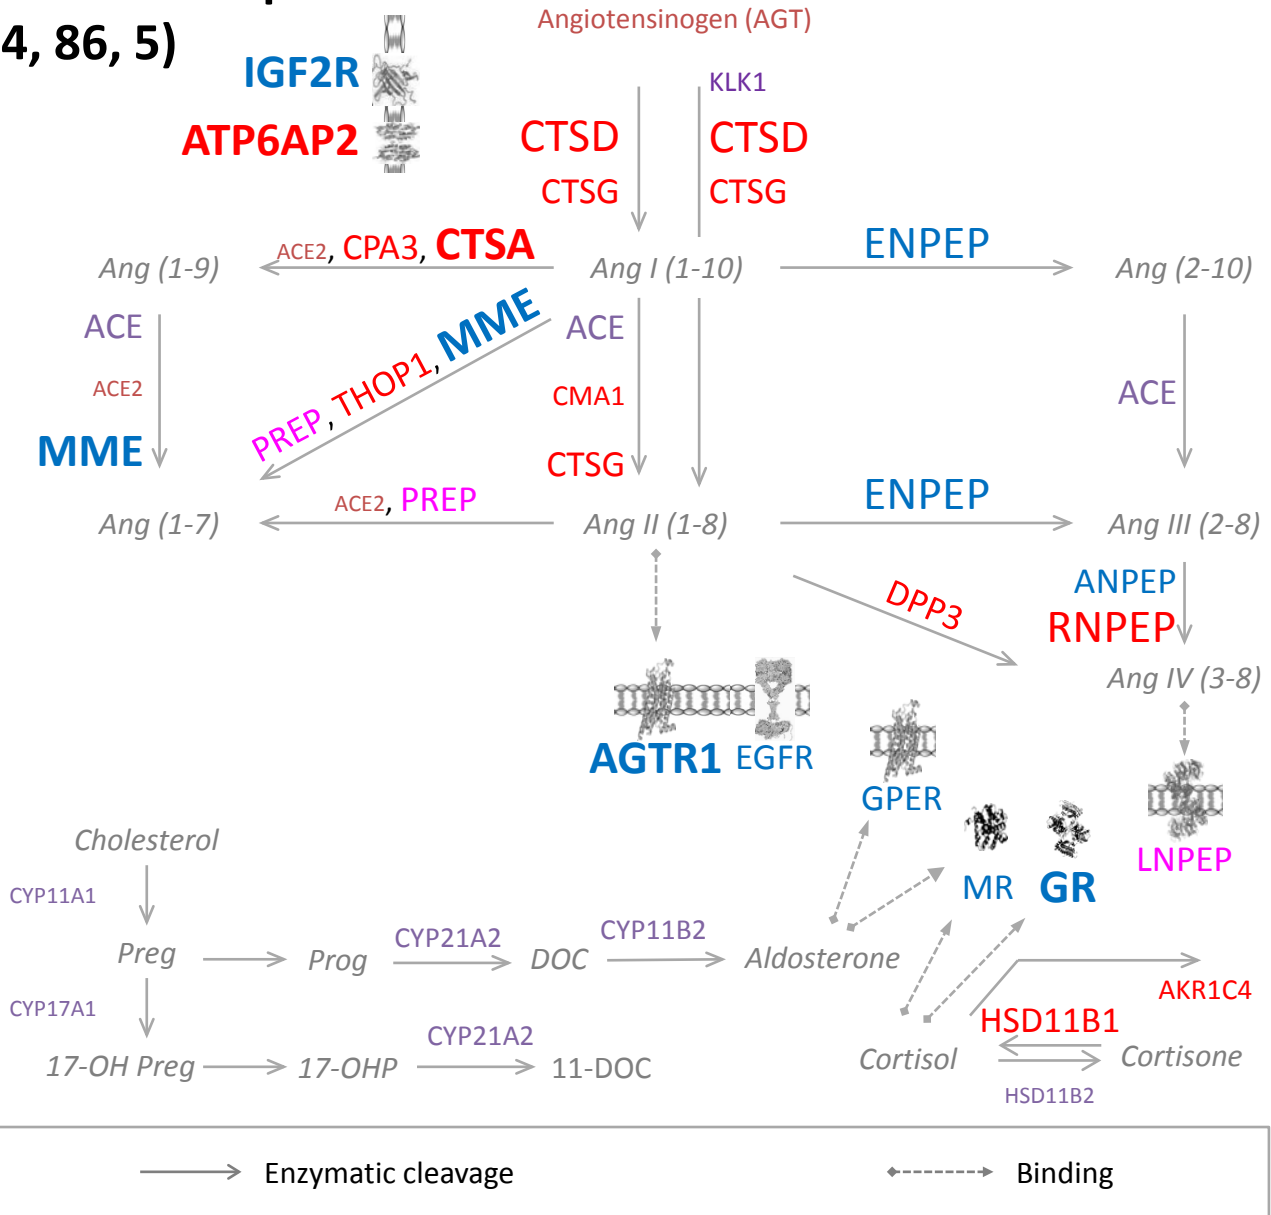 4, 86, 5)
Angiotensinogen (AGT)
IGF2R
KLK1
ATP6AP2
CTSD
CTSD
CTSG
CTSG
ACE2, CPA3, CTSA
ENPEP
Ang (1-9)
Ang I (1-10)
Ang (2-10)
ACE
PREP, THOP1, MME
ACE
ACE2
CMA1
ACE
MME
CTSG
ACE2, PREP
ENPEP
Ang (1-7)
Ang II (1-8)
Ang III (2-8)
DPP3
ANPEP
RNPEP
Ang IV (3-8)
AGTR1
EGFR
GPER
LNPEP
MR
GR
Cholesterol
CYP11A1
Preg
Prog
CYP21A2
DOC
CYP11B2
Aldosterone
AKR1C4
CYP17A1
HSD11B1
17-OH Preg
17-OHP
CYP21A2
11-DOC
Cortisol
Cortisone
HSD11B2
Enzymatic cleavage
Binding